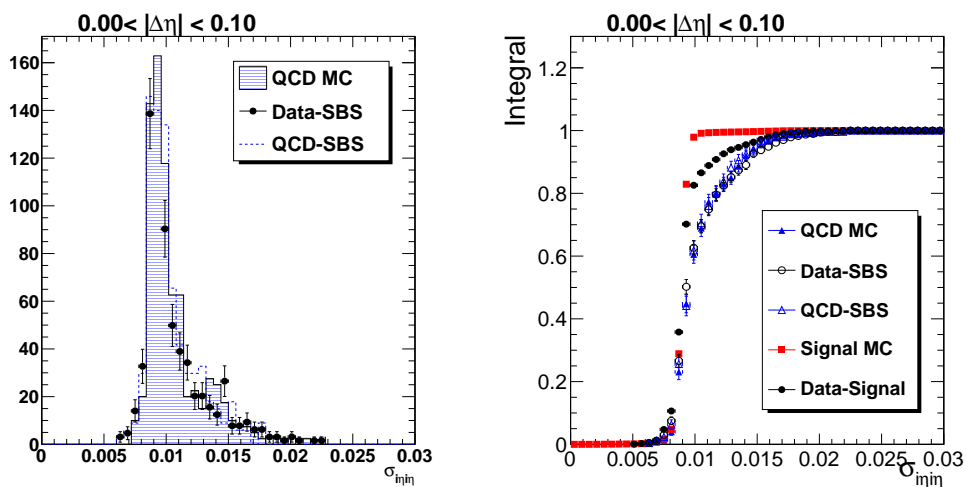 0.00< |Δη| < 0.10
160
140
120
100
80
60
40
20
0
0 0.005 0.01 0.015 0.02 0.025 0.03
σiηiη
QCD MC
Data-SBS
QCD-SBS
0.00< |Δη| < 0.10
Integral
1.2
1
0.8
0.6
0.4
0.2
0
0 0.005 0.01 0.015 0.02 0.025 0.03
σiηiη
QCD MC
Data-SBS
QCD-SBS
Signal MC
Data-Signal